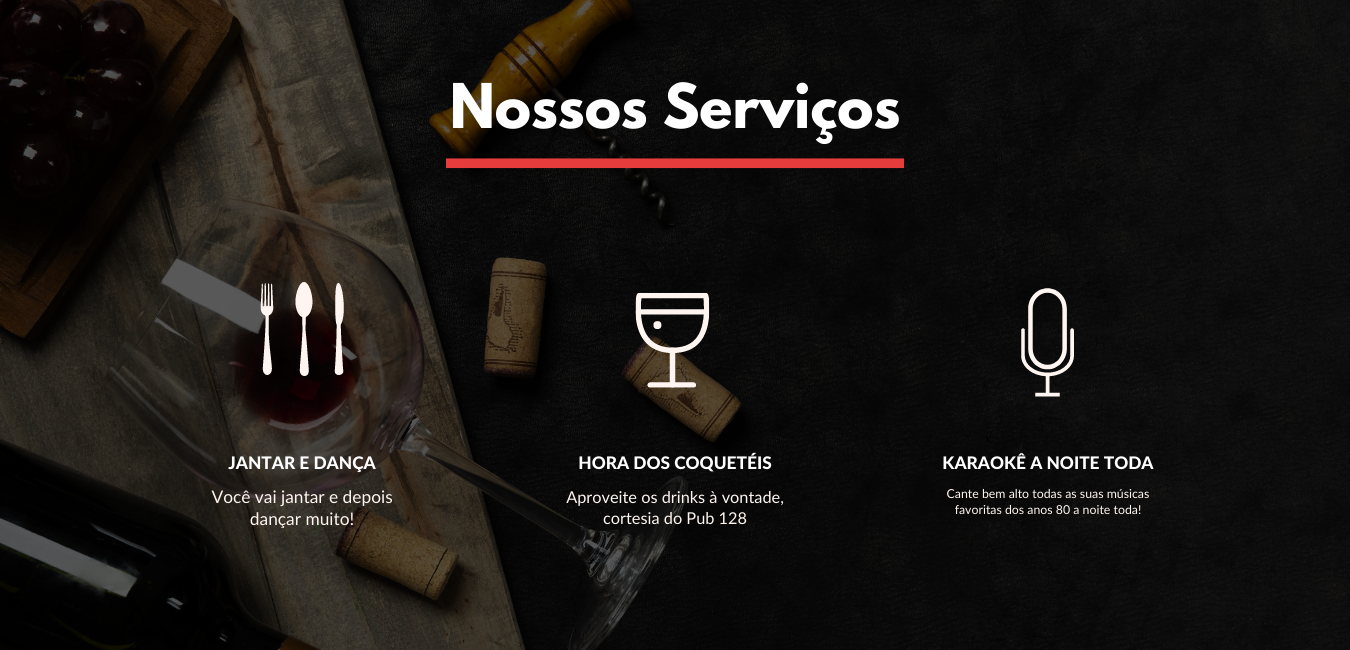 Nossos Serviços
JANTAR E DANÇA
Você vai jantar e depois
dançar muito!
HORA DOS COQUETÉIS
Aproveite os drinks à vontade,
cortesia do Pub 128
KARAOKÊ A NOITE TODA
Cante bem alto todas as suas músicas
favoritas dos anos 80 a noite toda!